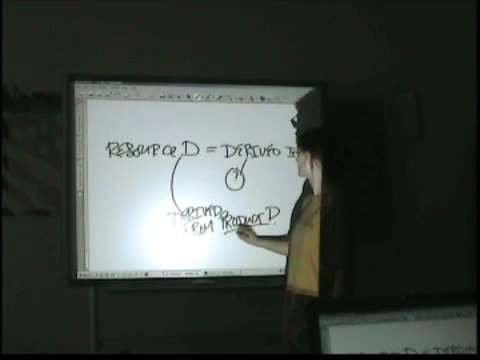 RESOURCE D = DERIVED
DERIVED
FROM PRODUCT D.